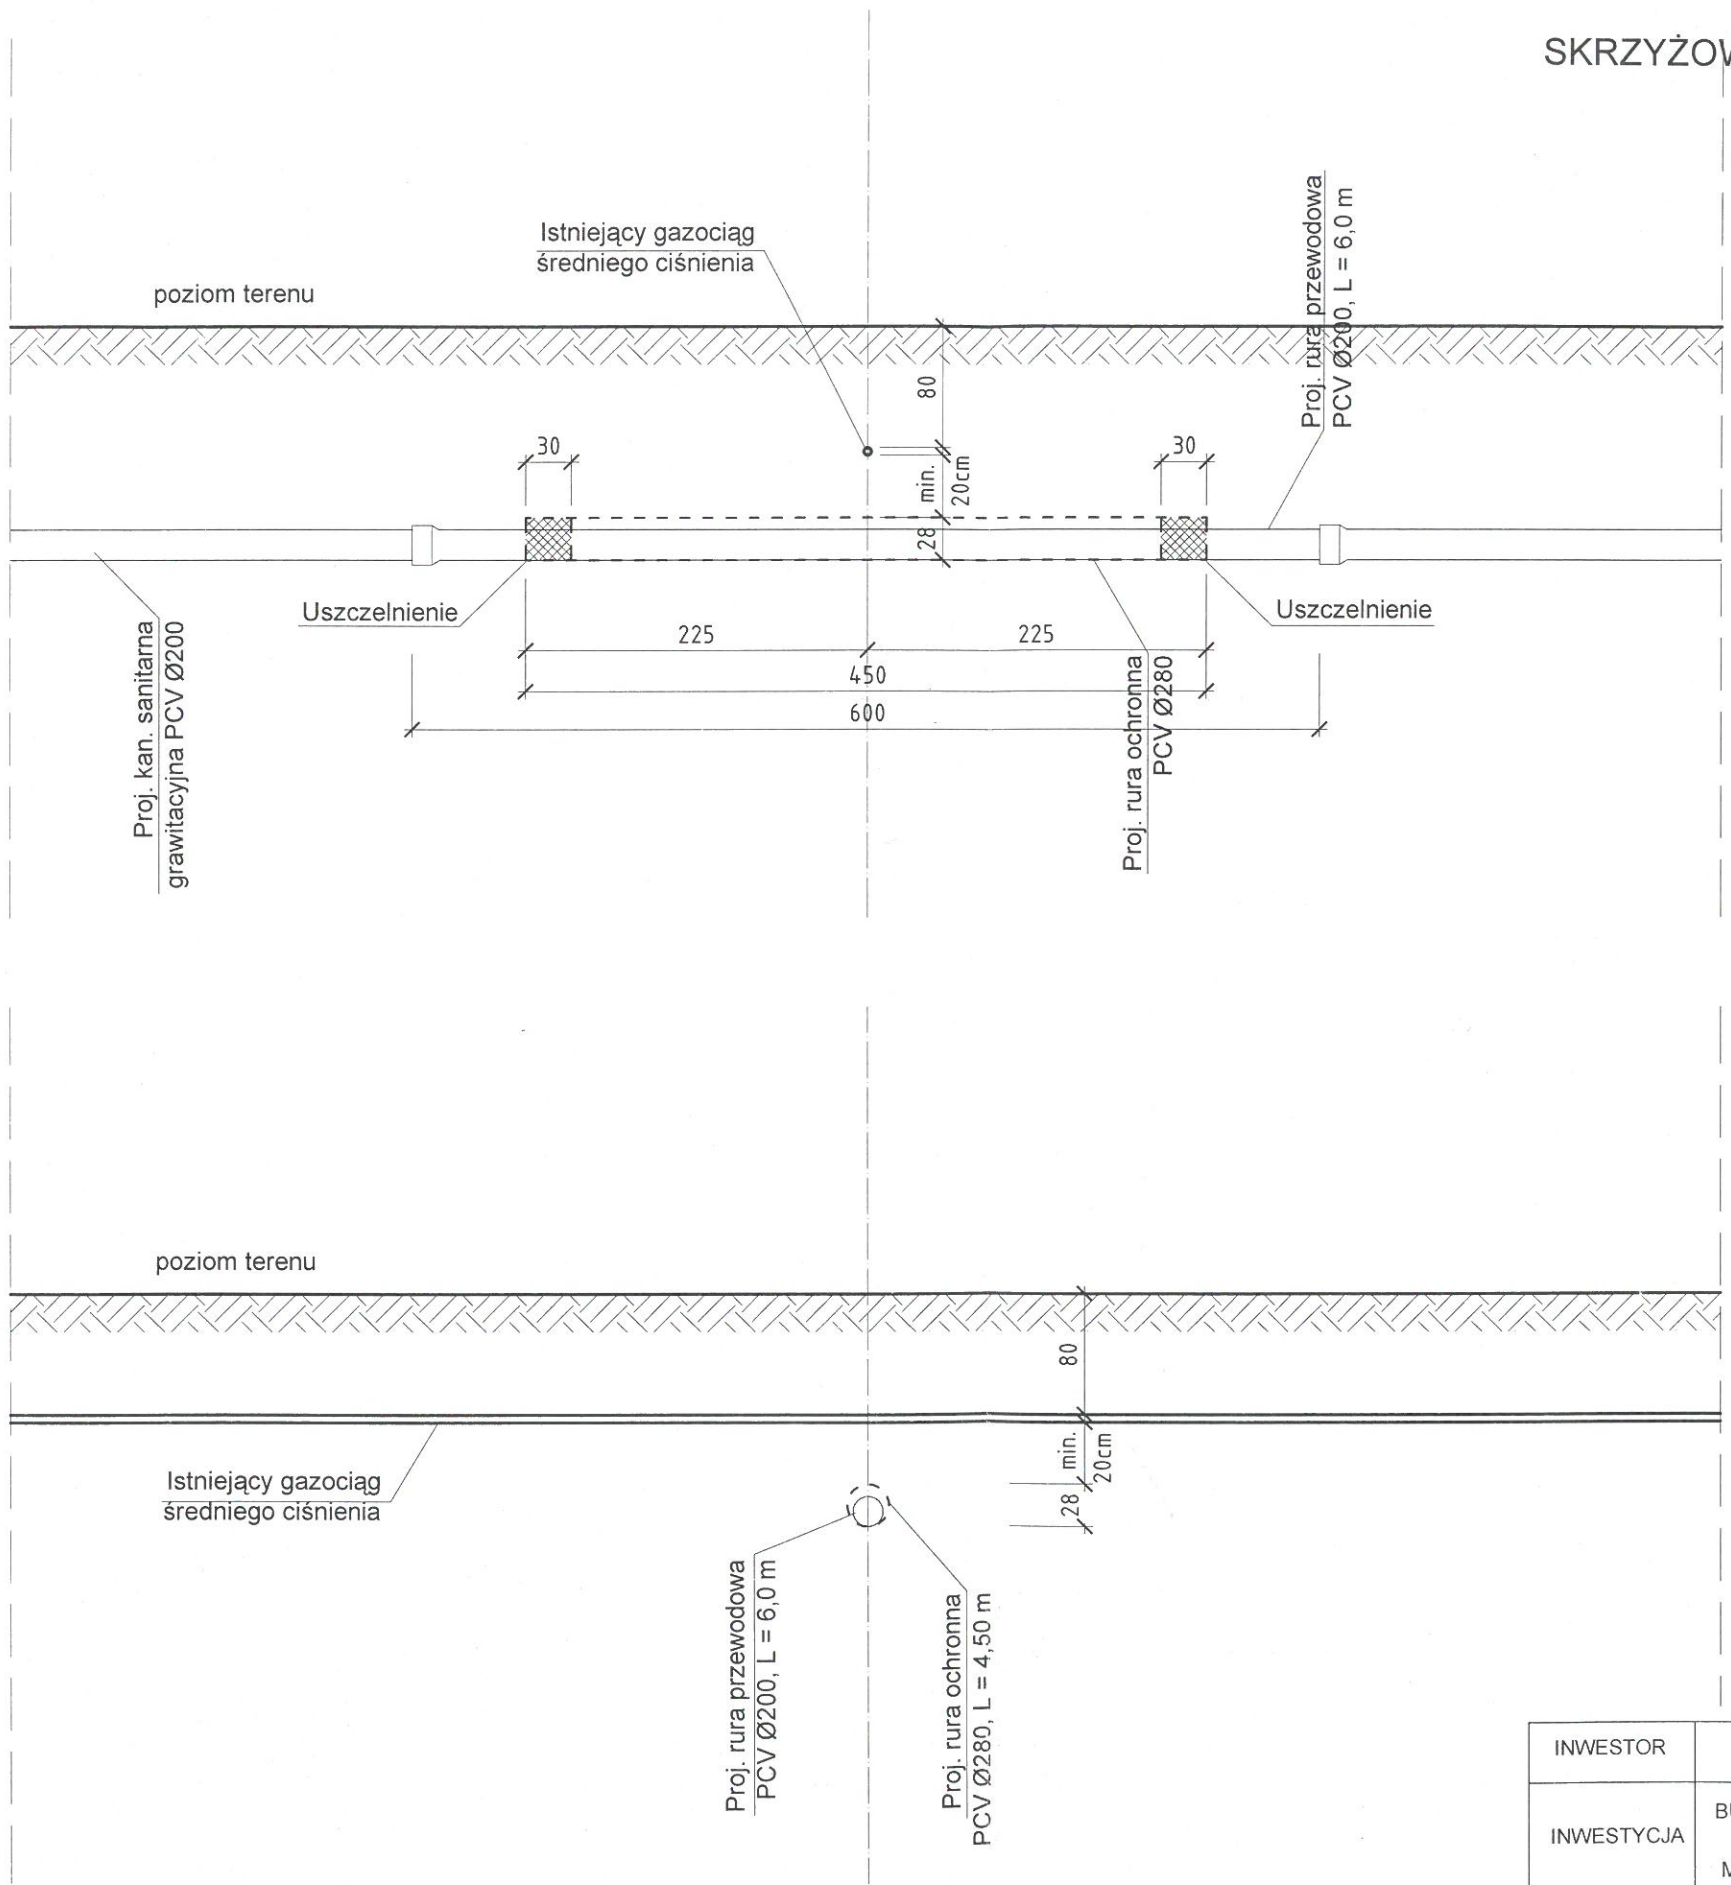 SKRZYŻOW
Istniejący gazociąg
średniego ciśnienia
Proj. rura przewodowa
PCV Ø200, L = 6,0 m
poziom terenu
80
30
30
min.
20cm
28
Uszczelnienie
Uszczelnienie
225
225
450
600
Proj. kan. sanitarna
grawitacyjna PCV Ø200
Proj. rura ochronna
PCV Ø280
poziom terenu
80
min.
20cm
28
Istniejący gazociąg
średniego ciśnienia
Proj. rura przewodowa
PCV Ø200, L = 6,0 m
Proj. rura ochronna
PCV Ø280, L = 4,50 m
INWESTOR
INWESTYCJA
BU
M